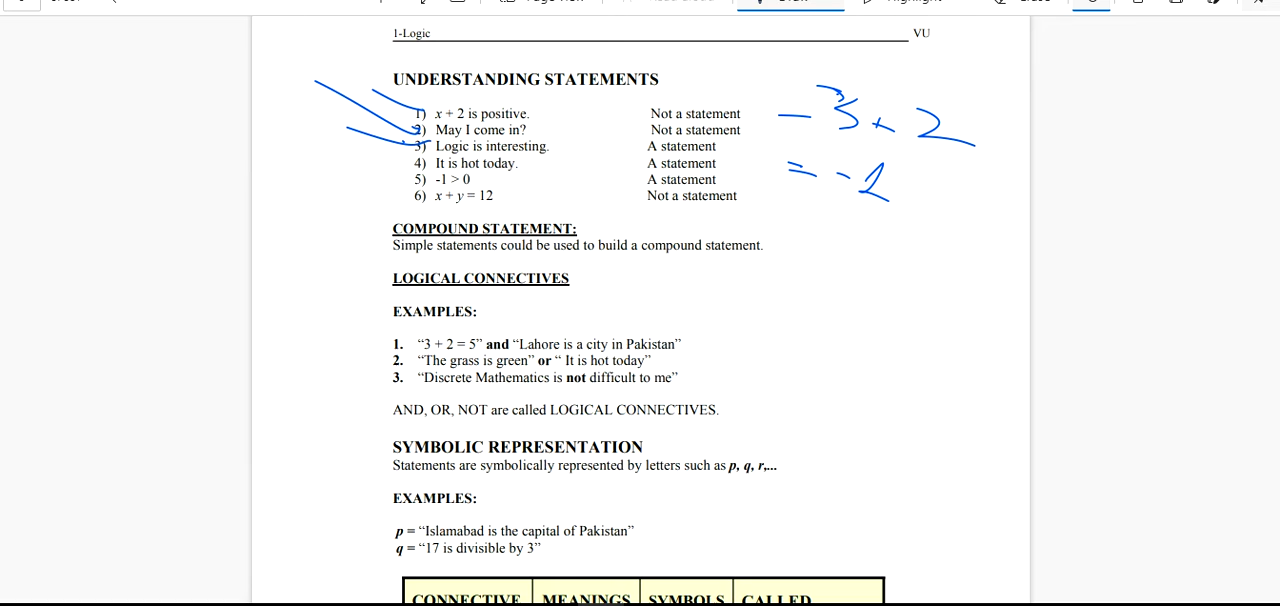 1-Logic VU
UNDERSTANDING STATEMENTS
1) x + 2 is positive. Not a statement
2) May I come in? Not a statement
3) Logic is interesting. A statement
4) It is hot today. A statement
5) -1 > 0 A statement
6) x + y = 12 Not a statement
- 3 + 2
= - 1
COMPOUND STATEMENT:
Simple statements could be used to build a compound statement.
LOGICAL CONNECTIVES
EXAMPLES:
1. “3 + 2 = 5” and “Lahore is a city in Pakistan”
2. “The grass is green” or “ It is hot today”
3. “Discrete Mathematics is not difficult to me”
AND, OR, NOT are called LOGICAL CONNECTIVES.
SYMBOLIC REPRESENTATION
Statements are symbolically represented by letters such as p, q, r,...
EXAMPLES:
p = “Islamabad is the capital of Pakistan”
q = “17 is divisible by 3”
CONNECTIVE MEANINGS SYMBOLS CALLED